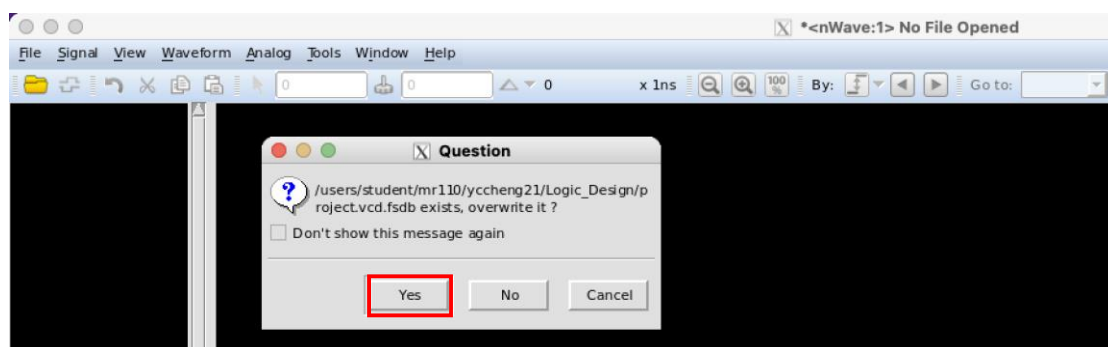 *<nWave:1> No File Opened
File Signal View Waveform Analog Tools Window Help
0 0 0 x 1ns 100 % By: Go to:
Question
/users/student/mr110/yccheng21/Logic_Design/p
roject.vcd.fsdb exists, overwrite it ?
Don't show this message again
Yes No Cancel